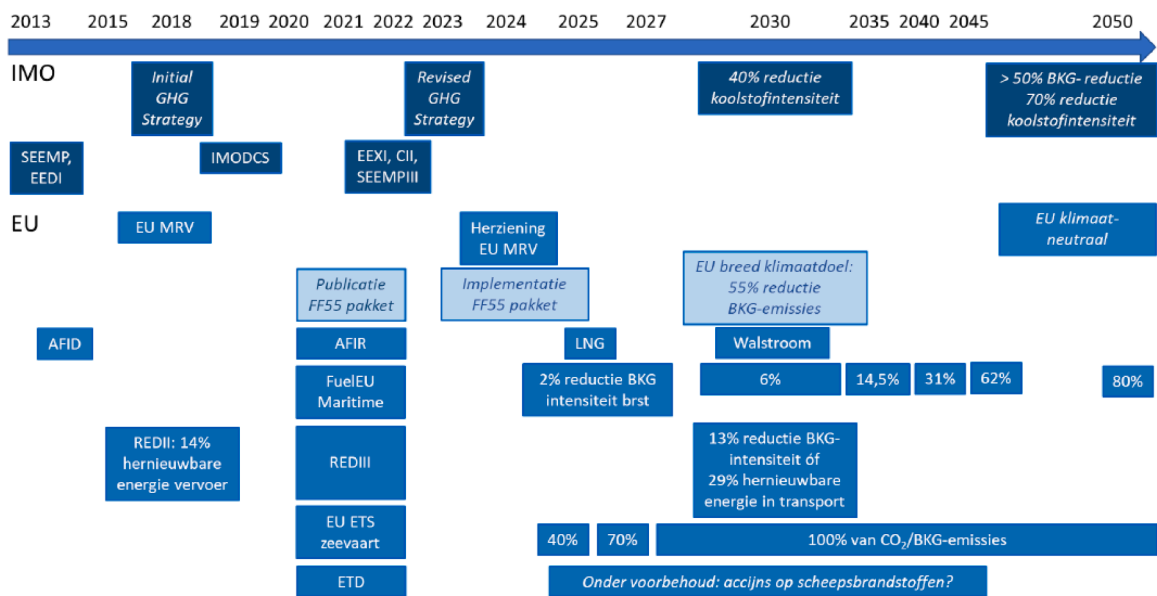 2013 2015 2018 2019 2020 2021 2022 2023 2024 2025 2027 2030 2035 2040 2045 2050
IMO
Initial
GHG
Strategy
Revised
GHG
Strategy
40% reductie
koolstofintensiteit
> 50% BKG- reductie
70% reductie
koolstofintensiteit
SEEMP,
EEDI
IMODCS
EEXI, CII,
SEEMPIII
EU
EU MRV
Herziening
EU MRV
EU klimaat-
neutraal
Publicatie
FF55 pakket
Implementatie
FF55 pakket
EU breed klimaatdoel:
55% reductie
BKG-emissies
AFID
AFIR
LNG
Walstroom
FuelEU
Maritime
2% reductie BKG
intensiteit brst
6%
14,5%
31%
62%
80%
REDII: 14%
hernieuwbare
energie vervoer
REDIII
13% reductie BKG-
intensiteit óf
29% hernieuwbare
energie in transport
EU ETS
zeevaart
40%
70%
100% van CO₂/BKG-emissies
ETD
Onder voorbehoud: accijns op scheepsbrandstoffen?